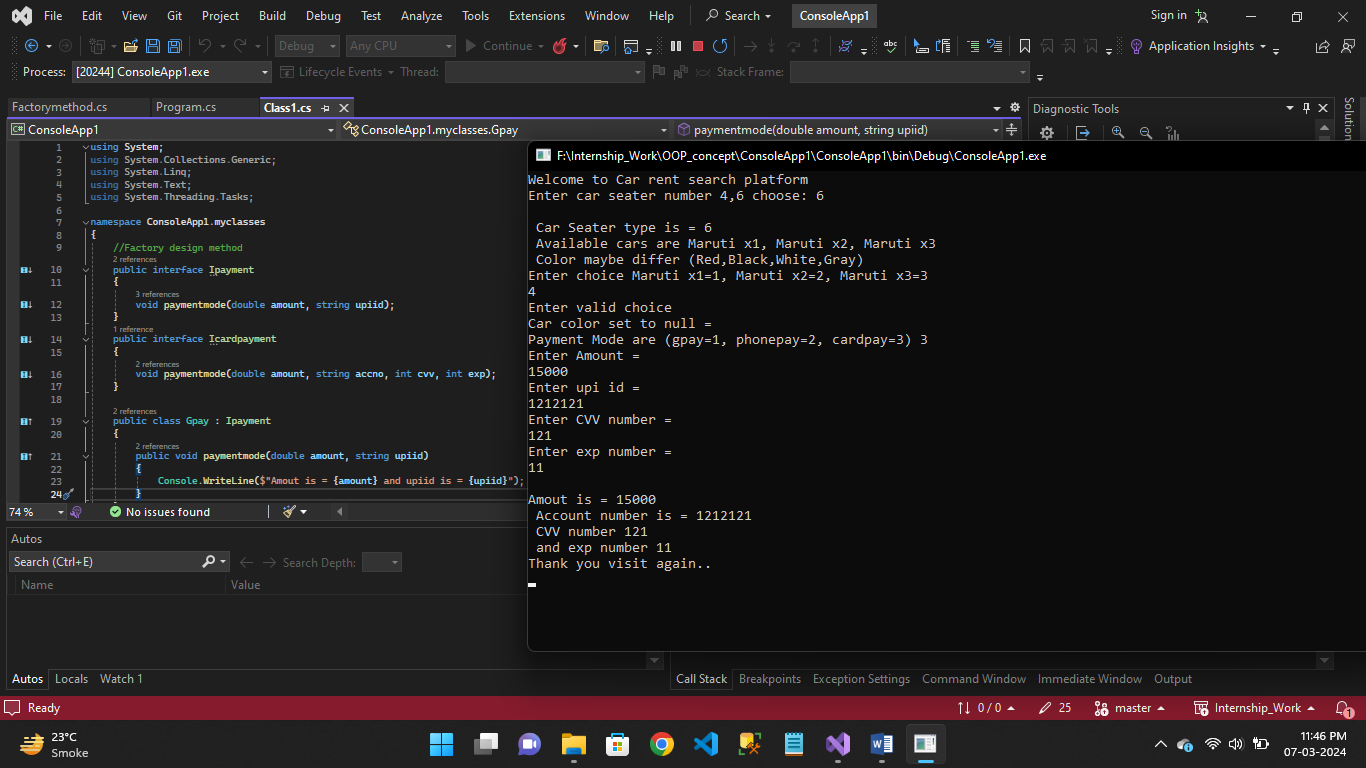 File Edit View Git Project Build Debug Test Analyze Tools Extensions Window Help Search ConsoleApp1 Sign in
Debug Any CPU Continue Application Insights
Process: [20244] ConsoleApp1.exe Lifecycle Events Thread: Stack Frame:
Factorymethod.cs Program.cs Class1.cs
ConsoleApp1 ConsoleApp1.myclasses.Gpay paymentmode(double amount, string upiid)
1 using System;
2 using System.Collections.Generic;
3 using System.Linq;
4 using System.Text;
5 using System.Threading.Tasks;
6
7 namespace ConsoleApp1.myclasses
8 {
9 //Factory design method
2 references
10 public interface Ipayment
11 {
3 references
12 void paymentmode(double amount, string upiid);
13 }
1 reference
14 public interface Icardpayment
15 {
2 references
16 void paymentmode(double amount, string accno, int cvv, int exp);
17 }
18
2 references
19 public class Gpay : Ipayment
20 {
2 references
21 public void paymentmode(double amount, string upiid)
22 {
23 Console.WriteLine($"Amout is = {amount} and upiid is = {upiid}");
24 }
74 % No issues found
Autos
Search (Ctrl+E) Search Depth:
Name Value
Autos Locals Watch 1
F:\Internship_Work\OOP_concept\ConsoleApp1\ConsoleApp1\bin\Debug\ConsoleApp1.exe
Welcome to Car rent search platform
Enter car seater number 4,6 choose: 6
Car Seater type is = 6
Available cars are Maruti x1, Maruti x2, Maruti x3
Color maybe differ (Red,Black,White,Gray)
Enter choice Maruti x1=1, Maruti x2=2, Maruti x3=3
4
Enter valid choice
Car color set to null =
Payment Mode are (gpay=1, phonepay=2, cardpay=3) 3
Enter Amount =
15000
Enter upi id =
1212121
Enter CVV number =
121
Enter exp number =
11
Amout is = 15000
Account number is = 1212121
CVV number 121
and exp number 11
Thank you visit again..
Diagnostic Tools
Solution
Call Stack Breakpoints Exception Settings Command Window Immediate Window Output
Ready 0 / 0 25 master Internship_Work 1
23°C
Smoke
11:46 PM
07-03-2024